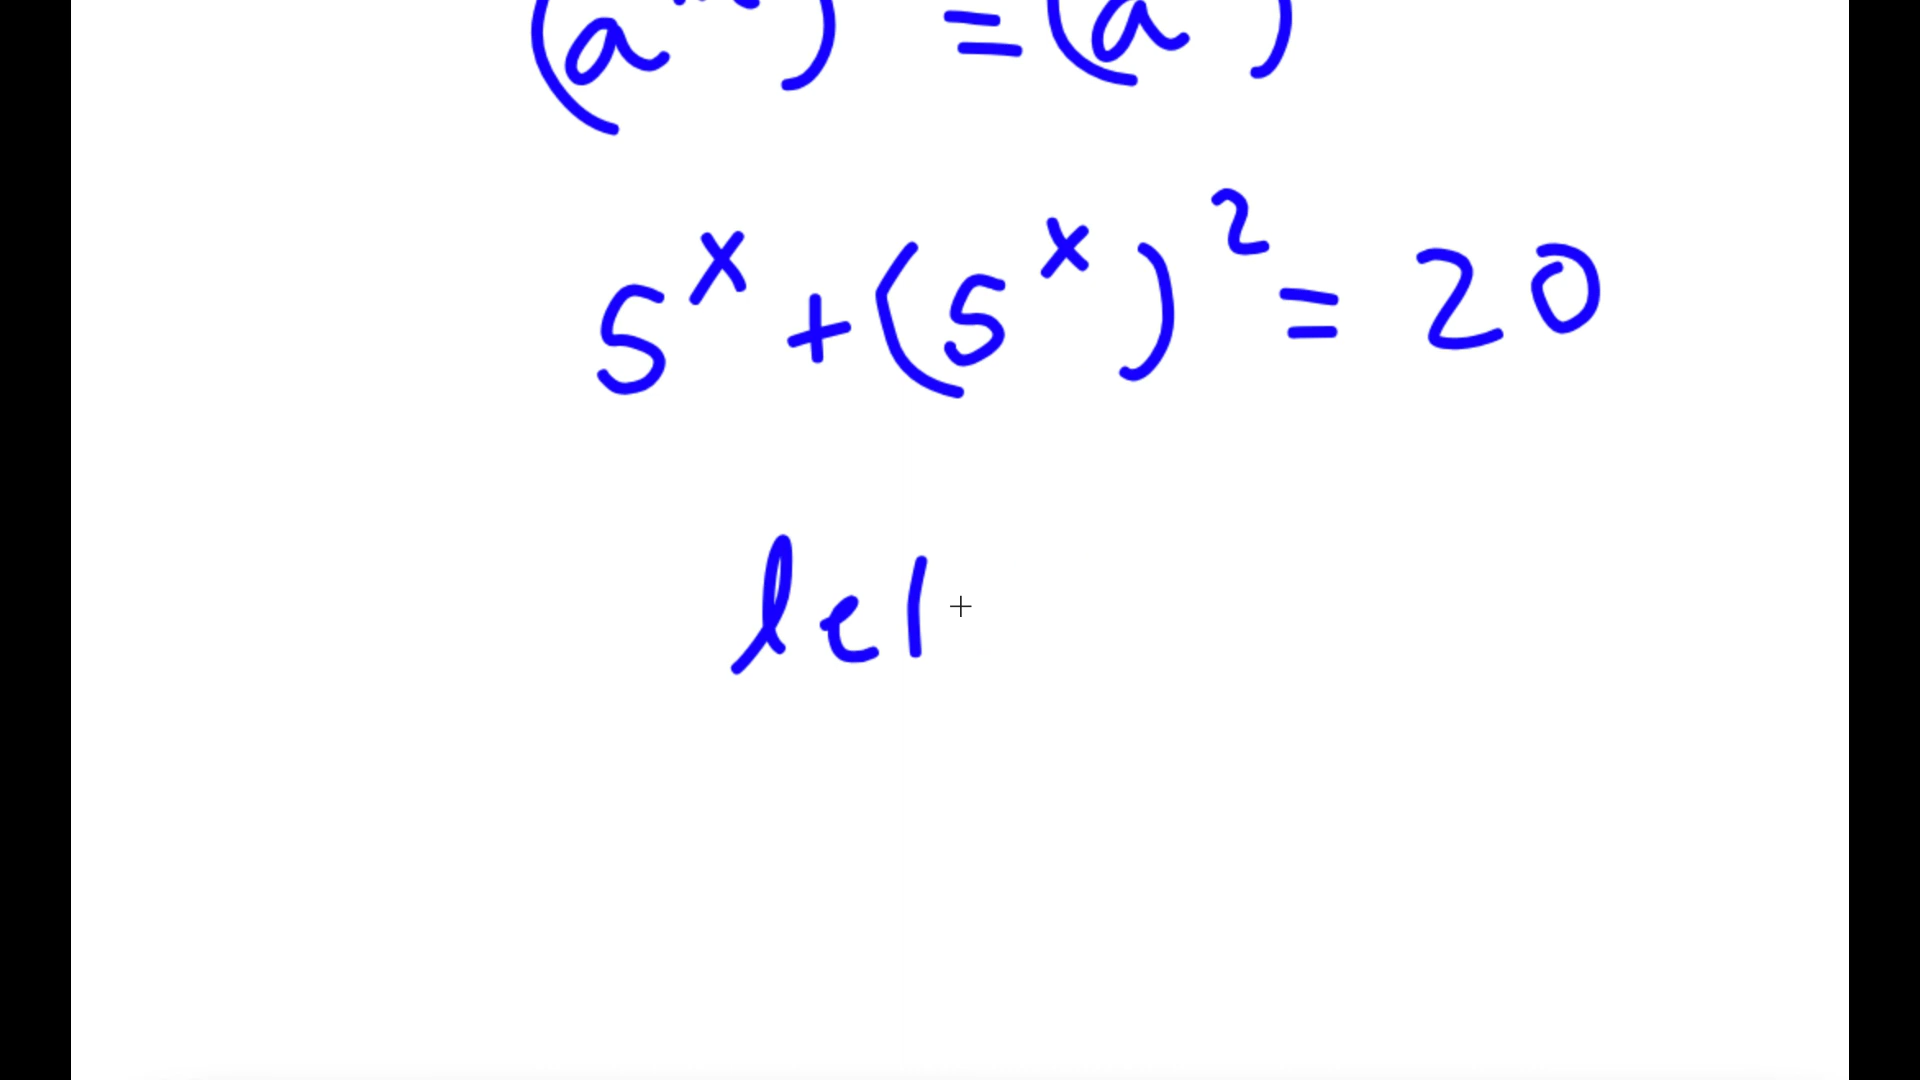 (a ) = (a )
5^x + (5^x)^2 = 20
let